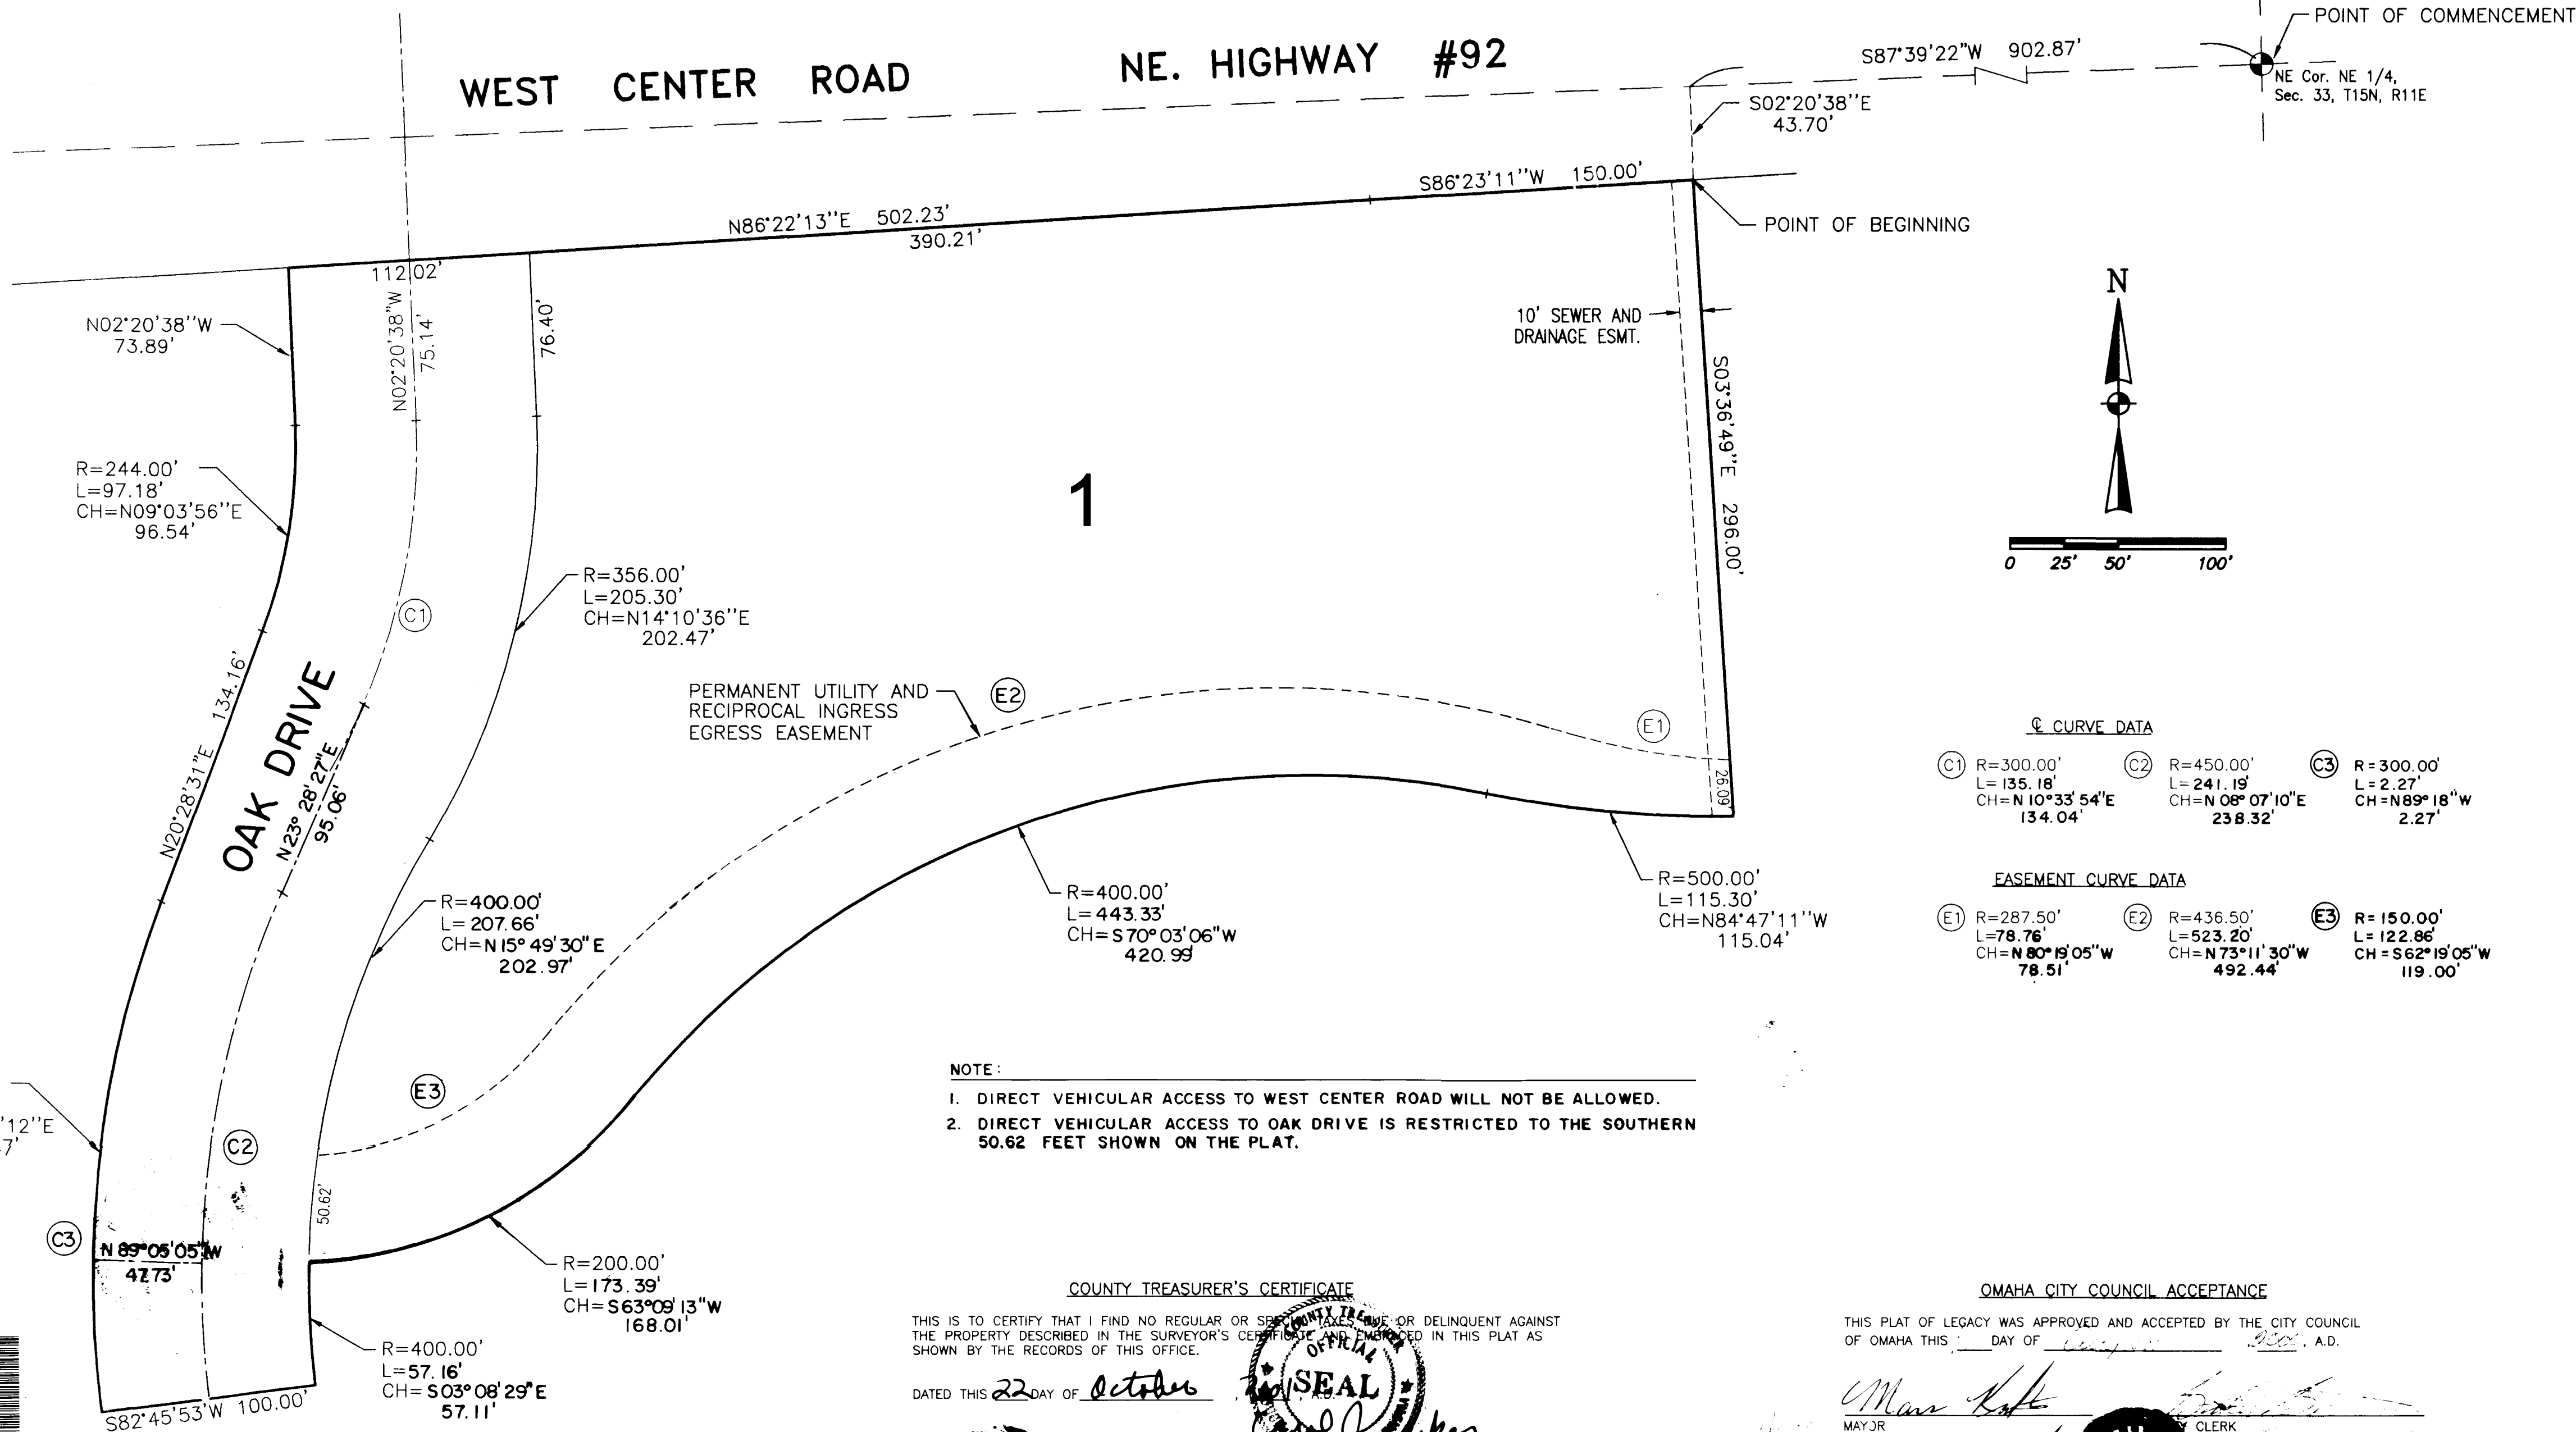 POINT OF COMMENCEMENT
S87°39'22"W 902.87'
NE Cor. NE 1/4,
Sec. 33, T15N, R11E
WEST CENTER ROAD NE. HIGHWAY #92
S02°20'38"E
43.70'
S86°23'11"W 150.00'
POINT OF BEGINNING
N86°22'13"E 502.23'
390.21'
112.02'
N02°20'38"W
75.14'
76.40'
N02°20'38"W
73.89'
10' SEWER AND
DRAINAGE ESMT.
S03°36'49"E 296.00'
N
0 25' 50' 100'
1
R=244.00'
L=97.18'
CH=N09°03'56"E
96.54'
C1
R=356.00'
L=205.30'
CH=N14°10'36"E
202.47'
134.16'
N20°28'31"E
OAK DRIVE
N23°28'27"E
95.06'
PERMANENT UTILITY AND
RECIPROCAL INGRESS
EGRESS EASEMENT
E2
E1
26.09'
℄ CURVE DATA
C1 R=300.00'
L=135.18'
CH=N10°33'54"E
134.04'
C2 R=450.00'
L=241.19'
CH=N08°07'10"E
238.32'
C3 R=300.00'
L=2.27'
CH=N89°18"W
2.27'
EASEMENT CURVE DATA
E1 R=287.50'
L=78.76'
CH=N80°19'05"W
78.51'
E2 R=436.50'
L=523.20'
CH=N73°11'30"W
492.44'
E3 R=150.00'
L=122.86'
CH=S62°19'05"W
119.00'
R=400.00'
L=207.66'
CH=N15°49'30"E
202.97'
R=400.00'
L=443.33'
CH=S70°03'06"W
420.99'
R=500.00'
L=115.30'
CH=N84°47'11"W
115.04'
E3
'12"E
7'
C2
50.62'
C3
N89°05'05"W
47.73'
NOTE:
1. DIRECT VEHICULAR ACCESS TO WEST CENTER ROAD WILL NOT BE ALLOWED.
2. DIRECT VEHICULAR ACCESS TO OAK DRIVE IS RESTRICTED TO THE SOUTHERN
50.62 FEET SHOWN ON THE PLAT.
R=200.00'
L=173.39'
CH=S63°09'13"W
168.01'
R=400.00'
L=57.16'
CH=S03°08'29"E
57.11'
S82°45'53"W 100.00'
COUNTY TREASURER'S CERTIFICATE
THIS IS TO CERTIFY THAT I FIND NO REGULAR OR SPECIAL TAXES DUE OR DELINQUENT AGAINST
THE PROPERTY DESCRIBED IN THE SURVEYOR'S CERTIFICATE AND EMBRACED IN THIS PLAT AS
SHOWN BY THE RECORDS OF THIS OFFICE.
DATED THIS 22 DAY OF October A.D.
COUNTY TREASURER
OFFICIAL
SEAL
OMAHA CITY COUNCIL ACCEPTANCE
THIS PLAT OF LEGACY WAS APPROVED AND ACCEPTED BY THE CITY COUNCIL
OF OMAHA THIS DAY OF A.D.
MAYOR
CLERK